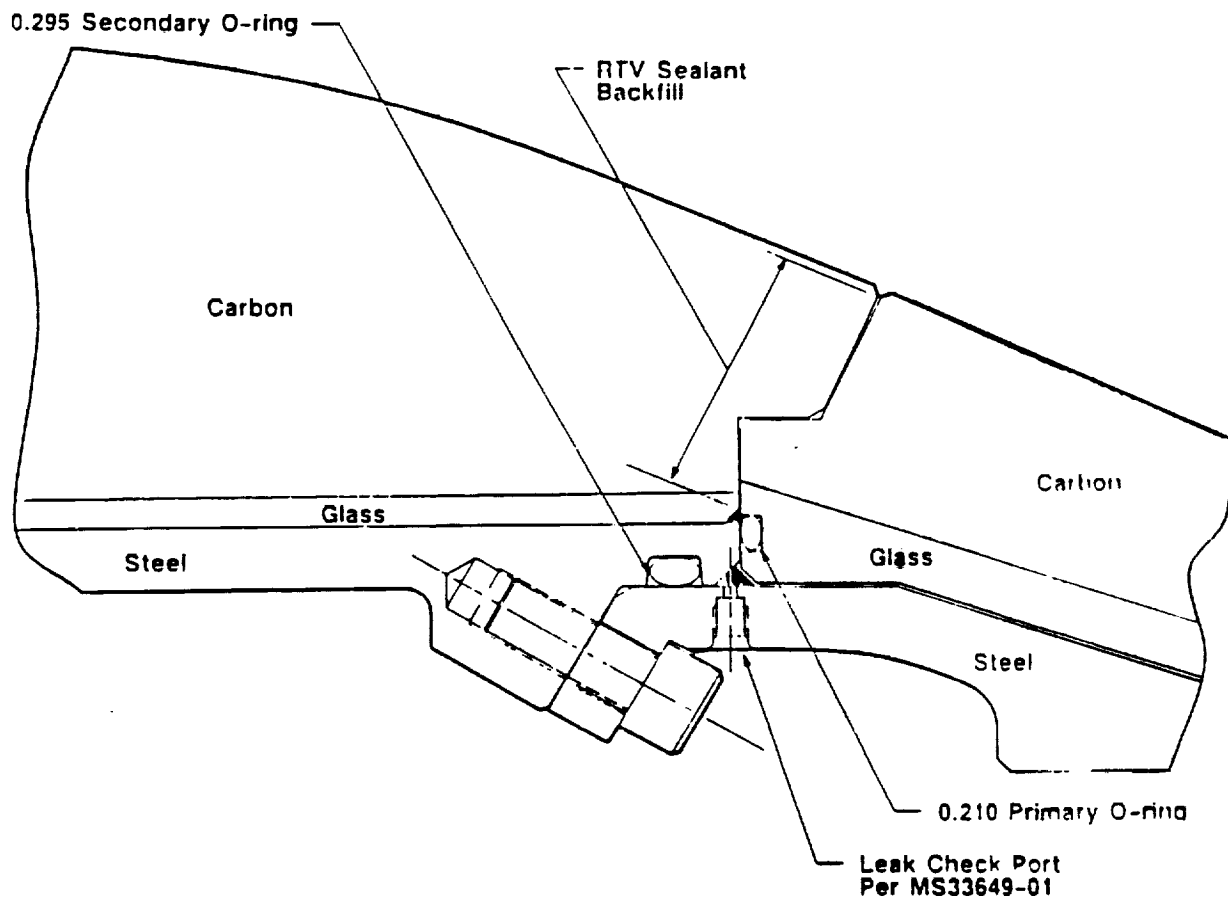 0.295 Secondary O-ring
RTV Sealant
Backfill
Carbon
Carbon
Glass
Steel
Glass
Steel
0.210 Primary O-ring
Leak Check Port
Per MS33649-01